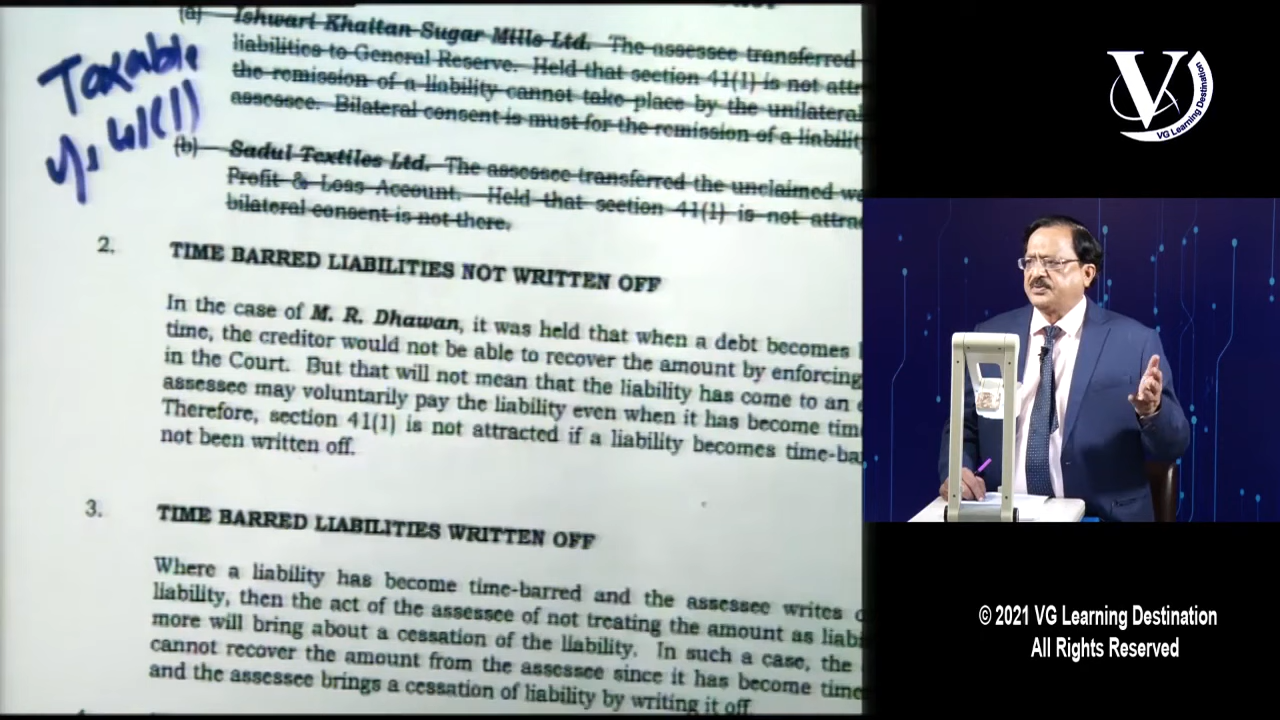 (a) Ishwari Khaitan Sugar Mills Ltd. The assessee transferred
liabilities to General Reserve. Held that section 41(1) is not attr
the remission of a liability cannot take place by the unilateral
assessee. Bilateral consent is must for the remission of a liability
Taxable
u/s 41(1)
(b) Sadul Textiles Ltd. The assessee transferred the unclaimed wa
Profit & Loss Account. Held that section 41(1) is not attrac
bilateral consent is not there.
2. TIME BARRED LIABILITIES NOT WRITTEN OFF
In the case of M. R. Dhawan, it was held that when a debt becomes
time, the creditor would not be able to recover the amount by enforcing
in the Court. But that will not mean that the liability has come to an
assessee may voluntarily pay the liability even when it has become tim
Therefore, section 41(1) is not attracted if a liability becomes time-ba
not been written off.
3. TIME BARRED LIABILITIES WRITTEN OFF
Where a liability has become time-barred and the assessee writes
liability, then the act of the assessee of not treating the amount as liabi
more will bring about a cessation of the liability. In such a case, the
cannot recover the amount from the assessee since it has become time
and the assessee brings a cessation of liability by writing it off
V
VG Learning Destination
© 2021 VG Learning Destination
All Rights Reserved